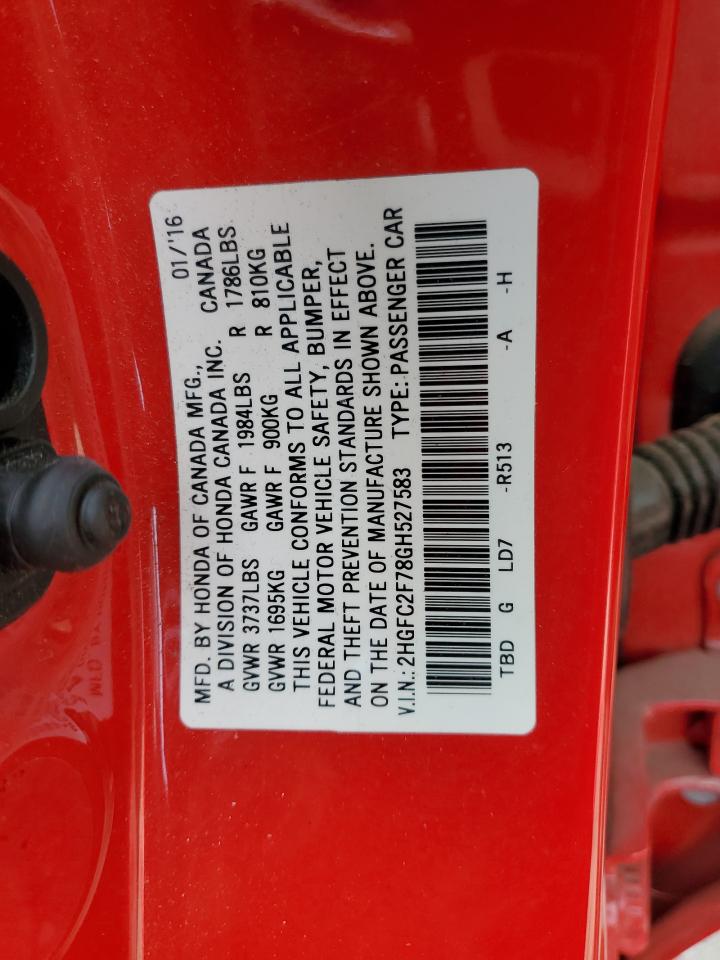 MFD. BY HONDA OF CANADA MFG., 01/'16
A DIVISION OF HONDA CANADA INC. CANADA
GVWR 3737LBS GAWR F 1984LBS R 1786LBS
GVWR 1695KG GAWR F 900KG R 810KG
THIS VEHICLE CONFORMS TO ALL APPLICABLE
FEDERAL MOTOR VEHICLE SAFETY, BUMPER,
AND THEFT PREVENTION STANDARDS IN EFFECT
ON THE DATE OF MANUFACTURE SHOWN ABOVE.
V.I.N.: 2HGFC2F78GH527583 TYPE: PASSENGER CAR
TBD G LD7 -R513 -A -H